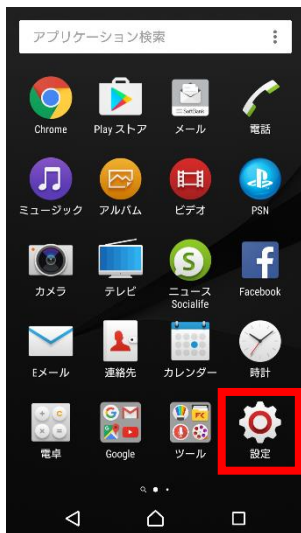 アプリケーション検索
Chrome
Play ストア
メール
電話
ミュージック
アルバム
ビデオ
PSN
カメラ
テレビ
ニュース
Socialife
Facebook
Eメール
連絡先
カレンダー
時計
電卓
Google
ツール
設定